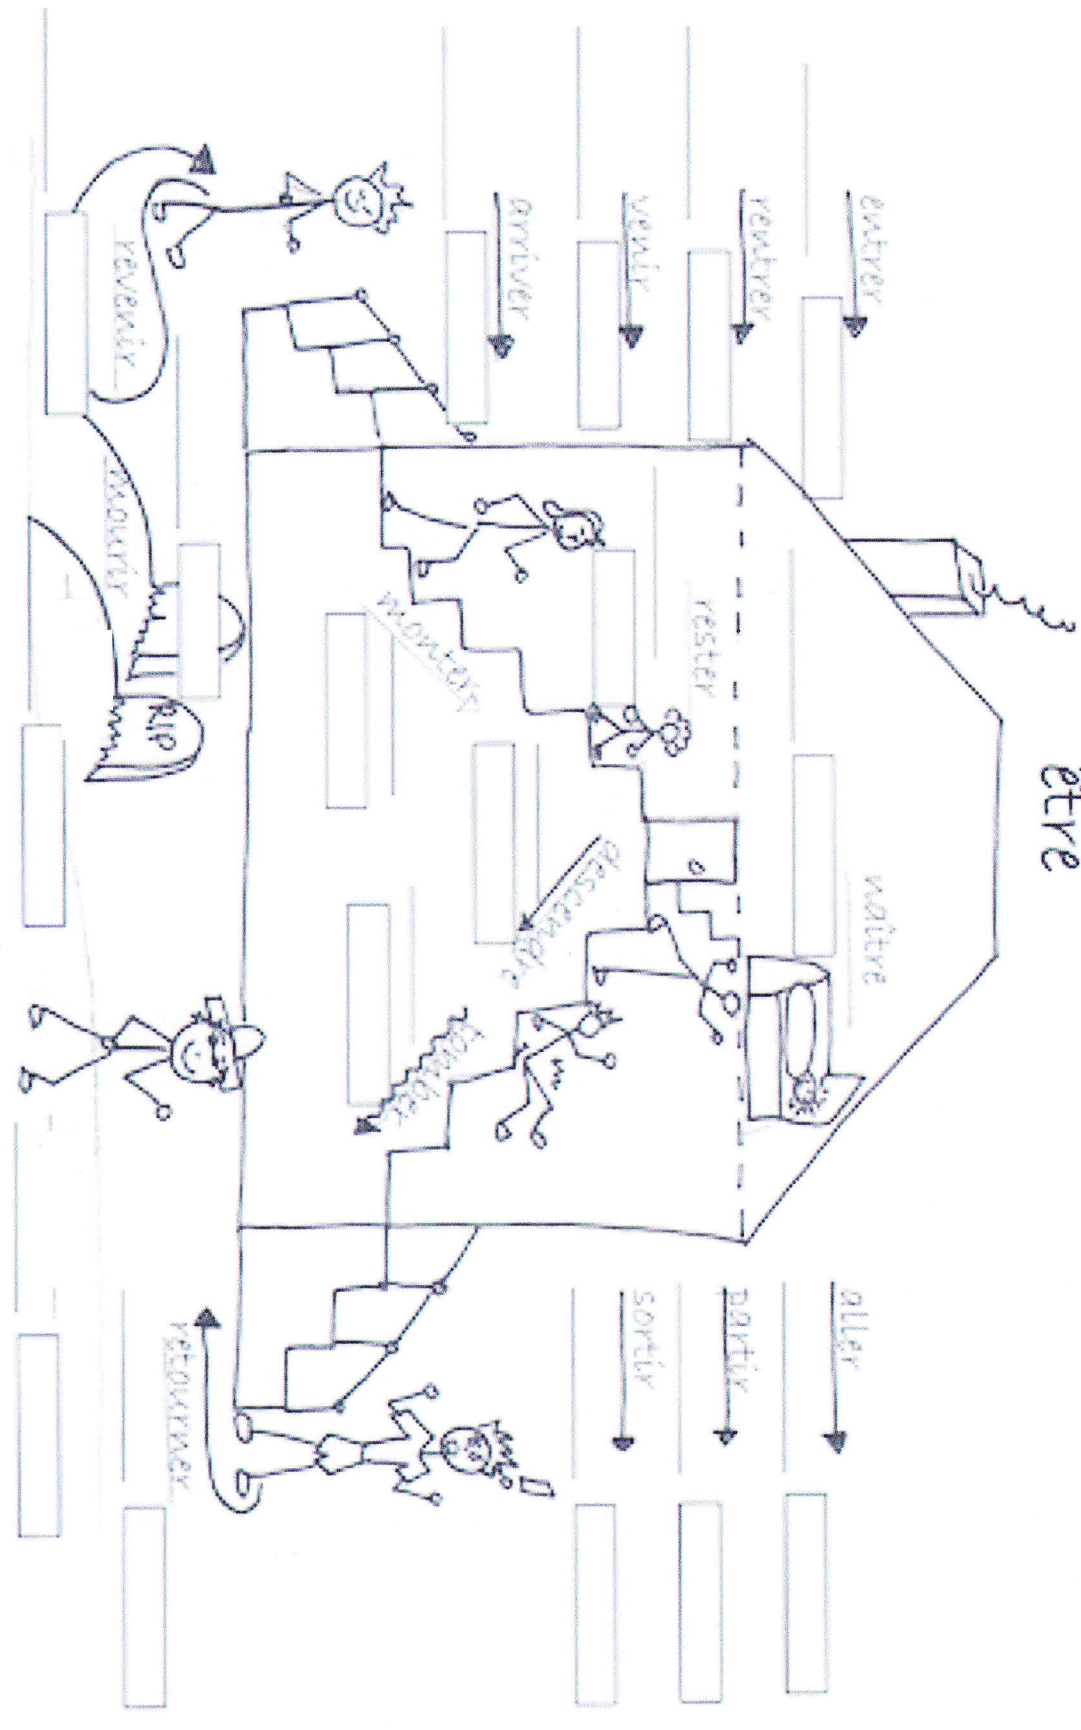 être
entrer
rentrer
venir
arriver
revenir
mourir
RIP
rester
monter
naître
descendre
tomber
aller
partir
sortir
retourner